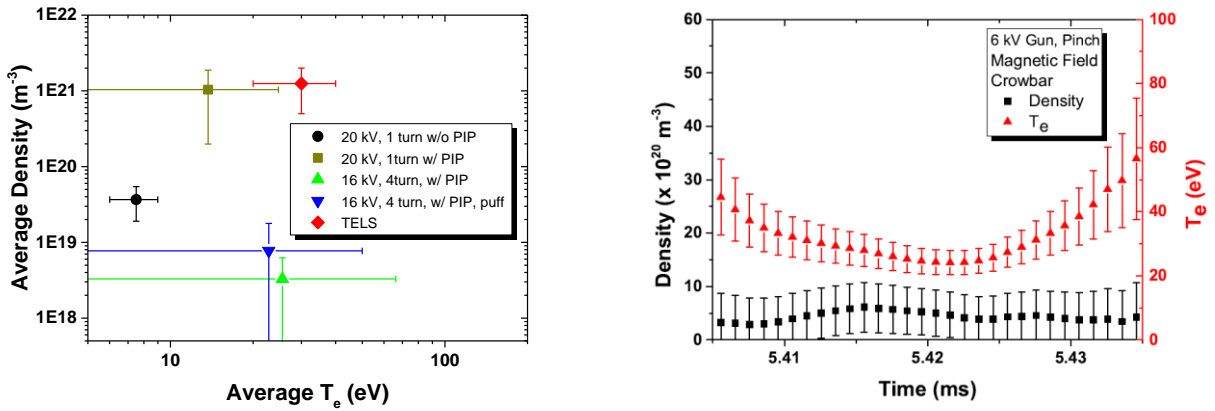 1E22
1E21
1E20
1E19
1E18
Average Density (m⁻³)
20 kV, 1 turn w/o PIP
20 kV, 1turn w/ PIP
16 kV, 4turn, w/ PIP
16 kV, 4 turn, w/ PIP, puff
TELS
10
100
Average Tₑ (eV)
60
50
40
30
20
10
0
Density (x 10²⁰ m⁻³)
6 kV Gun, Pinch
Magnetic Field
Crowbar
Density
Tₑ
100
80
60
40
20
0
Tₑ (eV)
5.41
5.42
5.43
Time (ms)